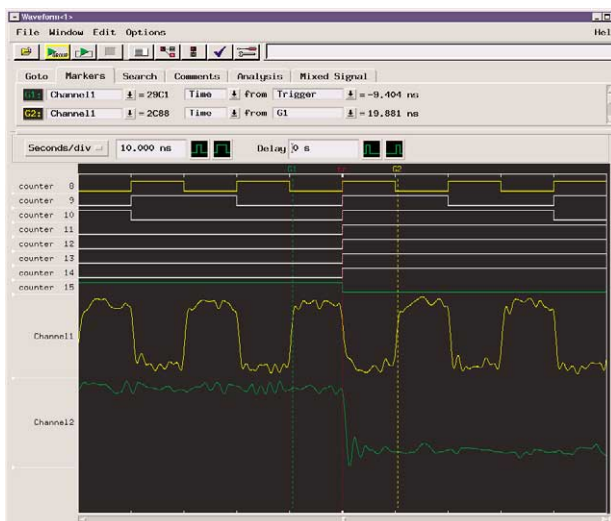 Waveform<1>
File Window Edit Options Hel
Goto Markers Search Comments Analysis Mixed Signal
G1: Channel1 = 29C1 Time from Trigger = -9.404 ns
G2: Channel1 = 2C88 Time from G1 = 19.881 ns
Seconds/div 10.000 ns Delay 0 s
G1 G2
counter 8
counter 9
counter 10
counter 11
counter 12
counter 13
counter 14
counter 15
Channel1
Channel2